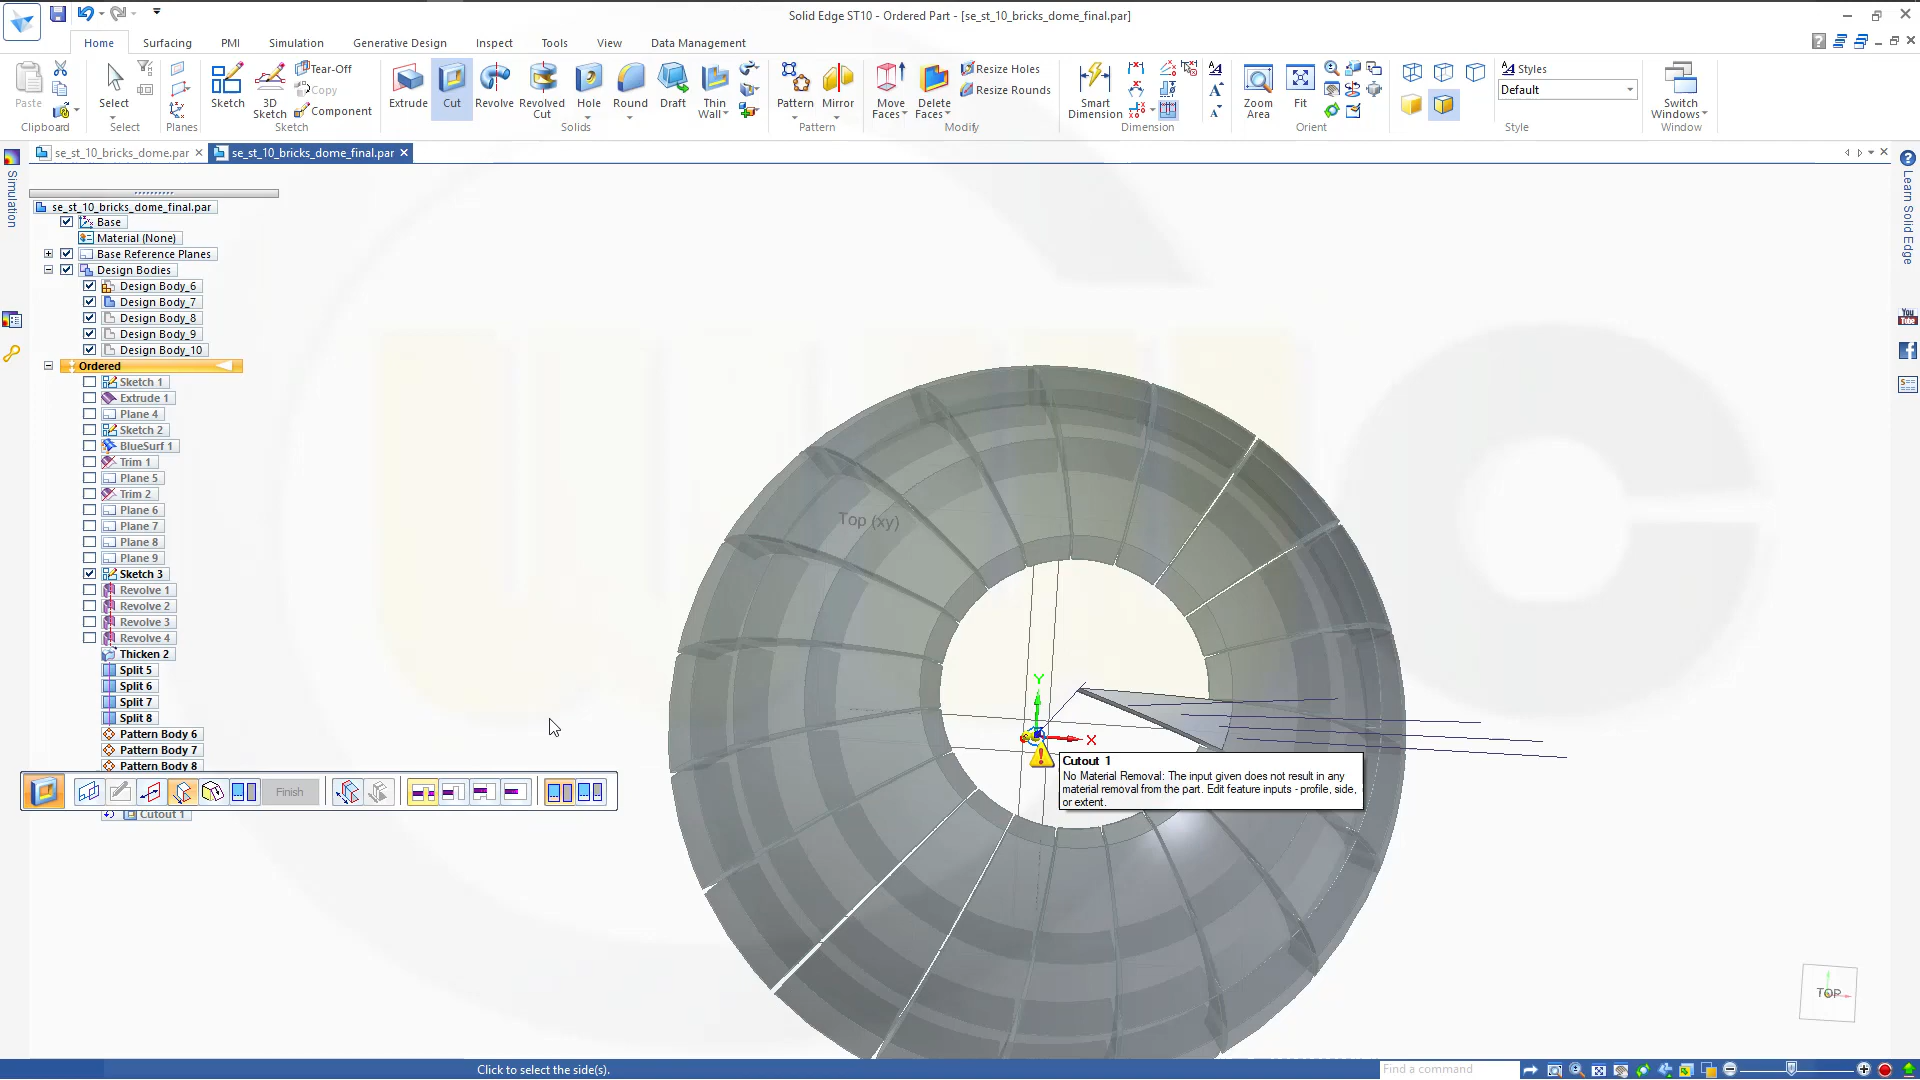 Solid Edge ST10 - Ordered Part - [se_st_10_bricks_dome_final.par]
Home
Surfacing
PMI
Simulation
Generative Design
Inspect
Tools
View
Data Management
Paste
Clipboard
Select
Select
Planes
Sketch
3D
Sketch
Tear-Off
Copy
Component
Sketch
Extrude
Cut
Revolve
Revolved
Cut
Hole
Round
Draft
Thin
Wall
Solids
Pattern
Mirror
Pattern
Move
Faces
Delete
Faces
Resize Holes
Resize Rounds
Modify
Smart
Dimension
Dimension
Zoom
Area
Fit
Orient
Styles
Default
Style
Switch
Windows
Window
se_st_10_bricks_dome.par
se_st_10_bricks_dome_final.par
Simulation
Learn Solid Edge
You
Tube
se_st_10_bricks_dome_final.par
Base
Material (None)
Base Reference Planes
Design Bodies
Design Body_6
Design Body_7
Design Body_8
Design Body_9
Design Body_10
Ordered
Sketch 1
Extrude 1
Plane 4
Sketch 2
BlueSurf 1
Trim 1
Plane 5
Trim 2
Plane 6
Plane 7
Plane 8
Plane 9
Sketch 3
Revolve 1
Revolve 2
Revolve 3
Revolve 4
Thicken 2
Split 5
Split 6
Split 7
Split 8
Pattern Body 6
Pattern Body 7
Pattern Body 8
Finish
Cutout 1
Top (xy)
Y
X
Cutout 1
No Material Removal: The input given does not result in any
material removal from the part. Edit feature inputs - profile, side,
or extent.
TOP
Click to select the side(s).
Find a command